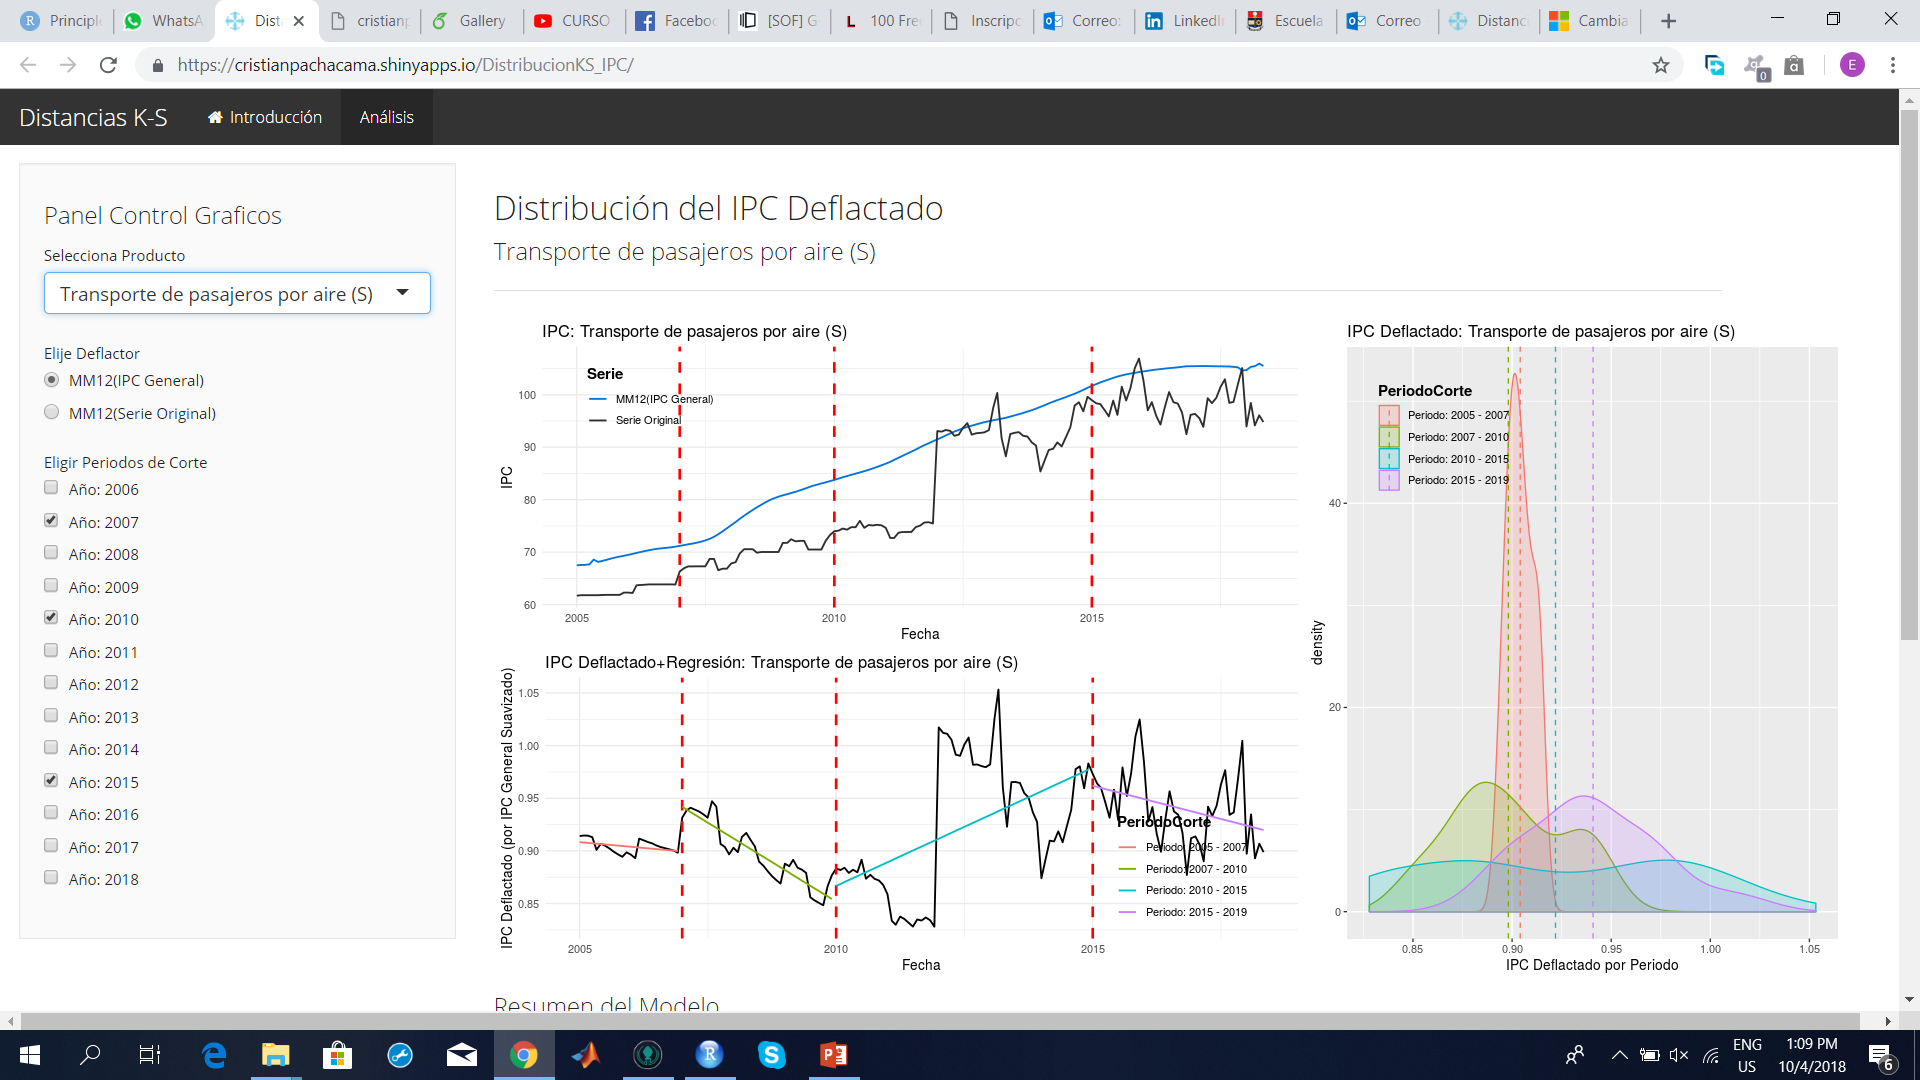 Principl
WhatsA
Dist
cristianp
Gallery
CURSO
Faceboo
[SOF] G
100 Fre
Inscripc
Correo:
LinkedIn
Escuela
Correo
Distanc
Cambia
https://cristianpachacama.shinyapps.io/DistribucionKS_IPC/
0
E
Distancias K-S
Introducción
Análisis
Panel Control Graficos
Selecciona Producto
Transporte de pasajeros por aire (S)
Elije Deflactor
MM12(IPC General)
MM12(Serie Original)
Eligir Periodos de Corte
Año: 2006
Año: 2007
Año: 2008
Año: 2009
Año: 2010
Año: 2011
Año: 2012
Año: 2013
Año: 2014
Año: 2015
Año: 2016
Año: 2017
Año: 2018
Distribución del IPC Deflactado
Transporte de pasajeros por aire (S)
IPC: Transporte de pasajeros por aire (S)
Serie
MM12(IPC General)
Serie Original
IPC
100
90
80
70
60
2005
2010
2015
Fecha
IPC Deflactado+Regresión: Transporte de pasajeros por aire (S)
IPC Deflactado (por IPC General Suavizado)
1.05
1.00
0.95
0.90
0.85
PeriodoCorte
Periodo: 2005 - 2007
Periodo: 2007 - 2010
Periodo: 2010 - 2015
Periodo: 2015 - 2019
2005
2010
2015
Fecha
IPC Deflactado: Transporte de pasajeros por aire (S)
PeriodoCorte
Periodo: 2005 - 2007
Periodo: 2007 - 2010
Periodo: 2010 - 2015
Periodo: 2015 - 2019
density
40
20
0
0.85
0.90
0.95
1.00
1.05
IPC Deflactado por Periodo
Resumen del Modelo
ENG
US
1:09 PM
10/4/2018
6